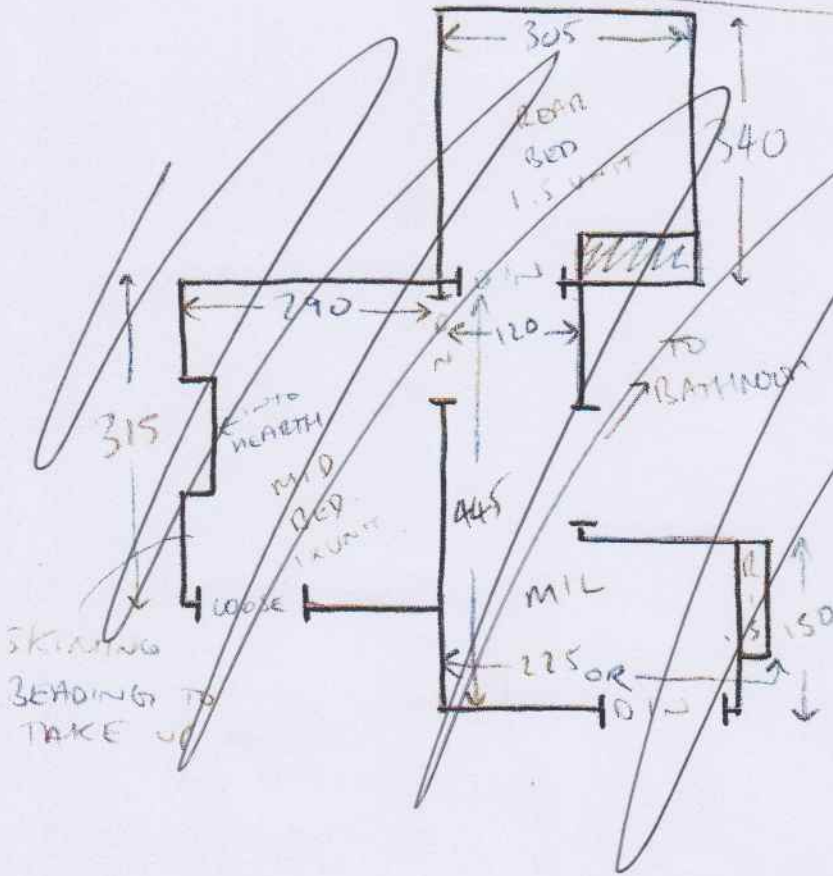 305
REAR
BED
1.5 UNIT
340
DIN
290
120
TO
BATHROOM
INTO
HEARTH
315
MID
BED
1 X UNIT
445
LOOSE
MIL
150
225 OR
DIN
SKIRTING
BEADING TO
TAKE UP